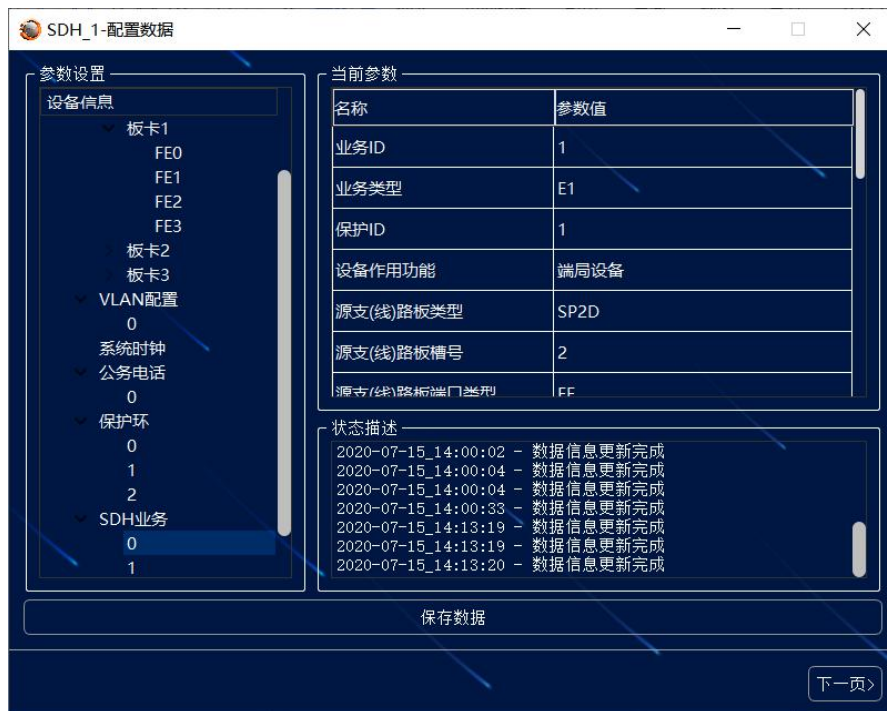 SDH_1-配置数据
参数设置
设备信息
板卡1
FE0
FE1
FE2
FE3
板卡2
板卡3
VLAN配置
0
系统时钟
公务电话
0
保护环
0
1
2
SDH业务
0
1
当前参数
名称 参数值
业务ID 1
业务类型 E1
保护ID 1
设备作用功能 端局设备
源支(线)路板类型 SP2D
源支(线)路板槽号 2
源支(线)路板端口类型 FE
状态描述
2020-07-15_14:00:02 - 数据信息更新完成
2020-07-15_14:00:04 - 数据信息更新完成
2020-07-15_14:00:04 - 数据信息更新完成
2020-07-15_14:00:33 - 数据信息更新完成
2020-07-15_14:13:19 - 数据信息更新完成
2020-07-15_14:13:19 - 数据信息更新完成
2020-07-15_14:13:20 - 数据信息更新完成
保存数据
下一页>